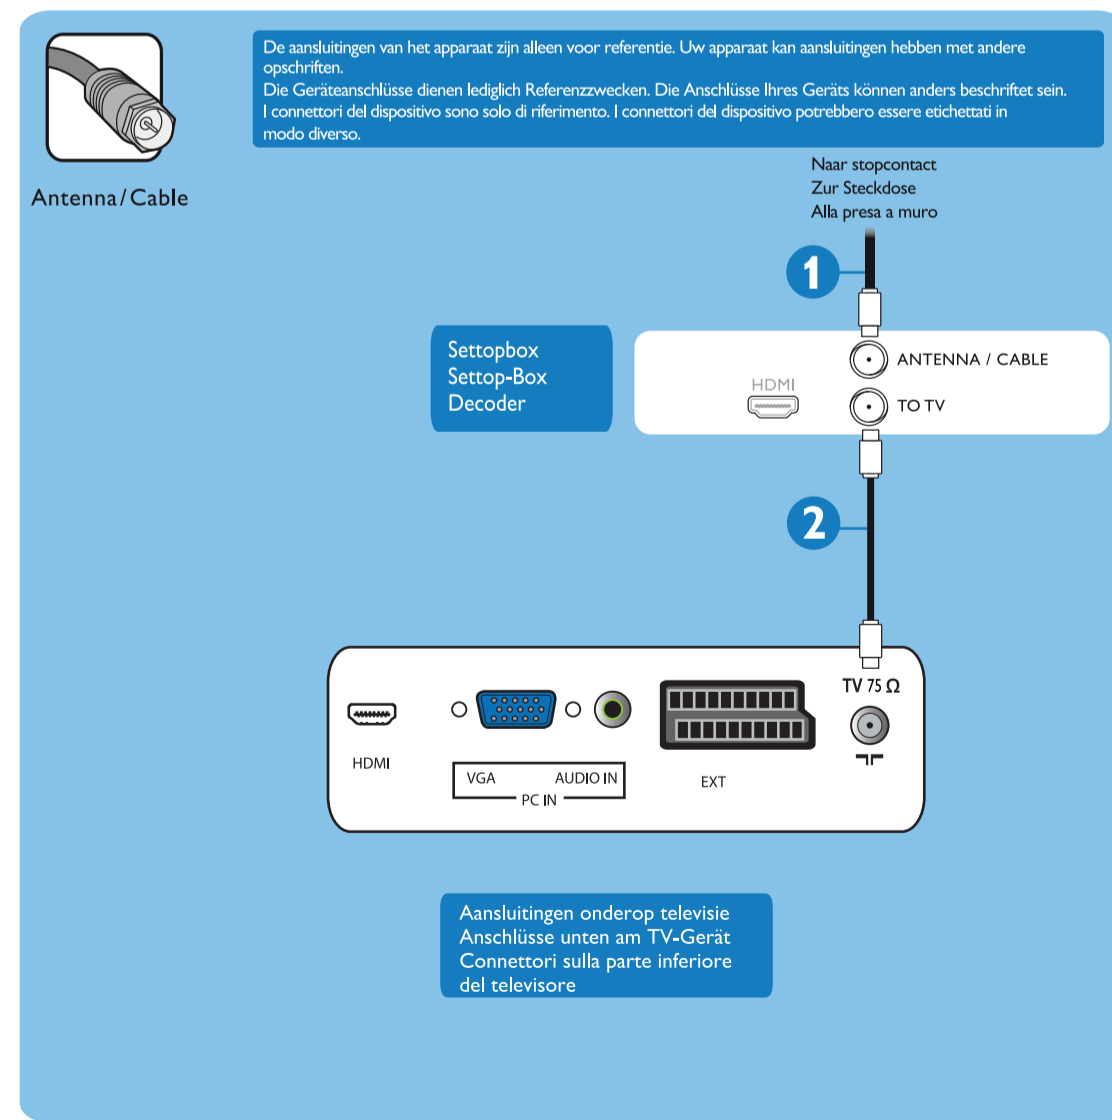 De aansluitingen van het apparaat zijn alleen voor referentie. Uw apparaat kan aansluitingen hebben met andere
opschriften.
Die Geräteanschlüsse dienen lediglich Referenzzwecken. Die Anschlüsse Ihres Geräts können anders beschriftet sein.
I connettori del dispositivo sono solo di riferimento. I connettori del dispositivo potrebbero essere etichettati in
modo diverso.
Antenna/Cable
Naar stopcontact
Zur Steckdose
Alla presa a muro
1
Settopbox
Settop-Box
Decoder
HDMI
ANTENNA / CABLE
TO TV
2
TV 75 Ω
HDMI
VGA
AUDIO IN
PC IN
EXT
Aansluitingen onderop televisie
Anschlüsse unten am TV-Gerät
Connettori sulla parte inferiore
del televisore